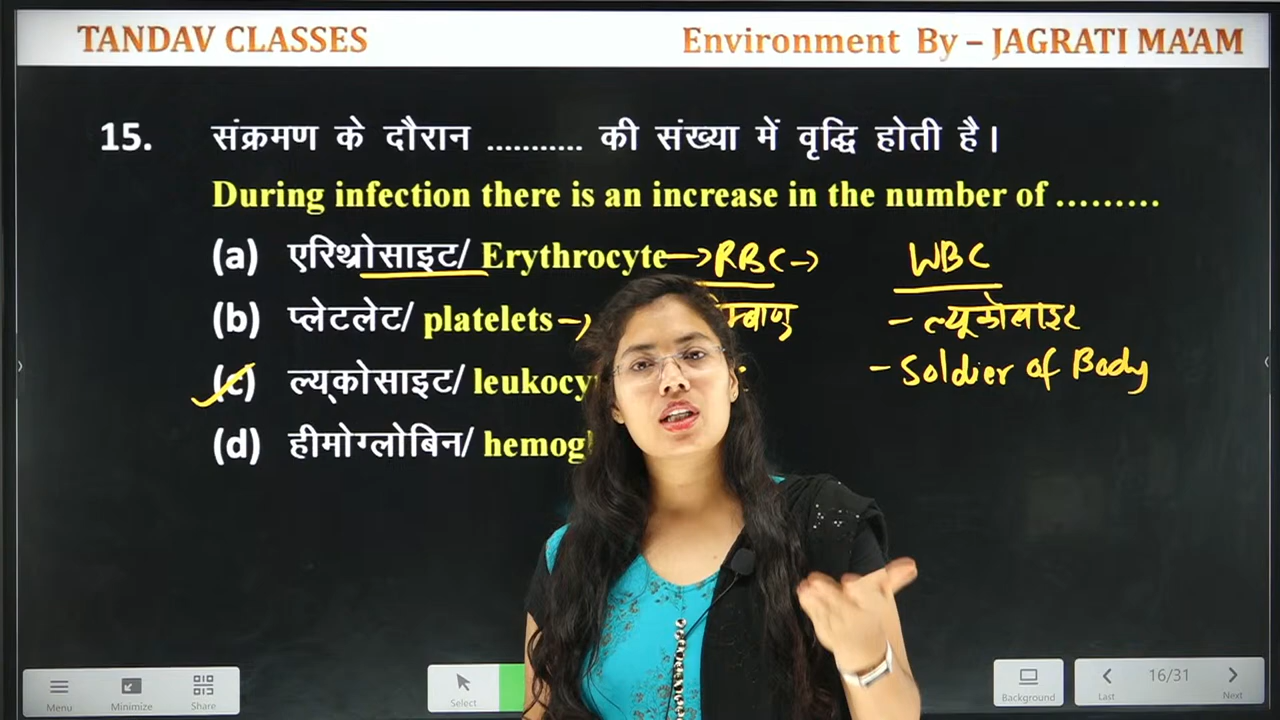 TANDAV CLASSES
Environment By – JAGRATI MA'AM
15. संक्रमण के दौरान ........... की संख्या में वृद्धि होती है।
During infection there is an increase in the number of .........
(a) एरिथ्रोसाइट/ Erythrocyte → RBC →
(b) प्लेटलेट/ platelets →
(c) ल्यूकोसाइट/
(d) हीमोग्लोबिन/
WBC
- ल्यूकोसाइट
- Soldier of Body
Menu
Minimize
Share
Select
Background
Last
16/31
Next